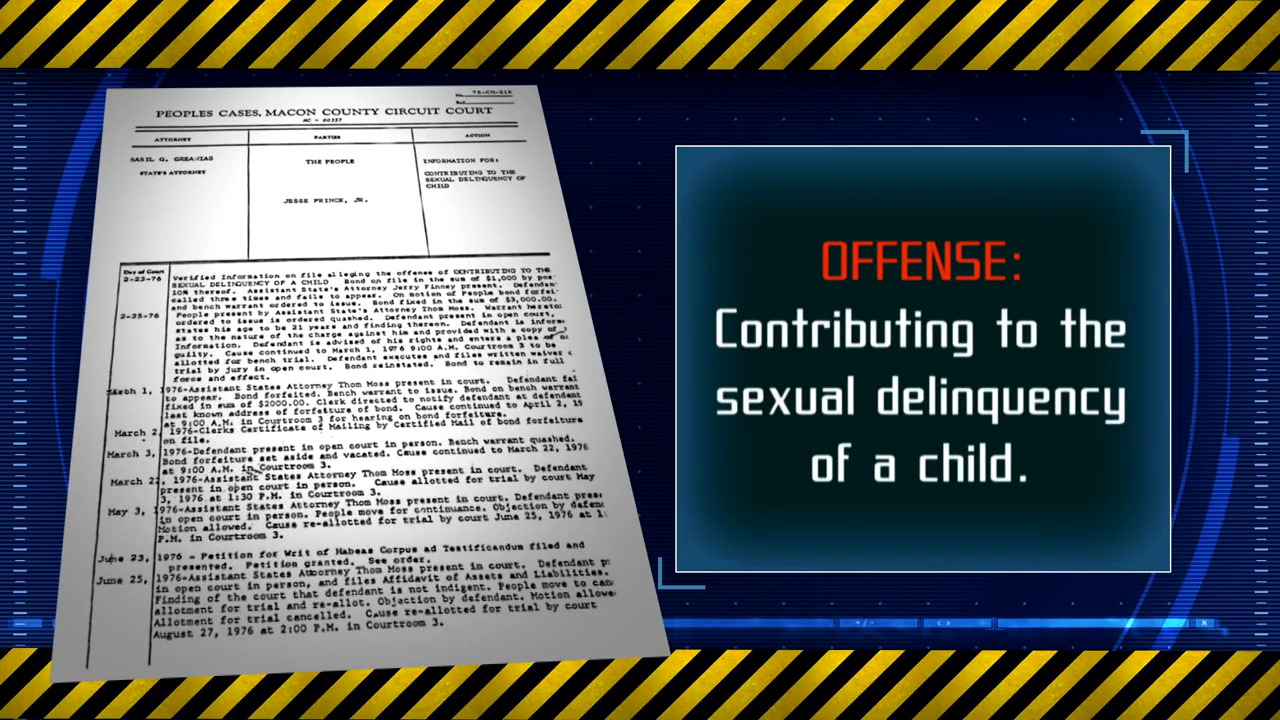 No. 76-CM-216
PEOPLES CASES, MACON COUNTY CIRCUIT COURT
ATTORNEY
PARTIES
ACTION
BASIL G. GREANIAS
STATE'S ATTORNEY
THE PEOPLE
JESSE PRINCE, JR.
INFORMATION FOR:
CONTRIBUTING TO THE
SEXUAL DELINQUENCY OF
CHILD
Day of Court
2-23-76 Verified Information on file alleging the offense of CONTRIBUTING TO THE
SEXUAL DELINQUENCY OF A CHILD Bond on file in the sum of $1,000 by pos
10% thereof. Assistant State's Attorney Jerry Finney present. Defendan
called three times and fails to appear. On motion of People bond forfei
and bench warrant ordered to issue. Bond fixed in the sum of $3,000.00.
2-25-76 People present by Assistant State's Attorney Thom Moss. Warrant hereto
ordered to issue is ordered quashed. Defendant present in open court,
states his age to be 21 years and finding thereon. Defendant is inform
as to the nature of the charge against him and provided with a copy of
Information. Defendant is advised of his rights and enters a plea of no
guilty. Cause continued to March 1, 1976 9:00 A.M. Courtroom 3 to be
allotted for bench trial. Defendant executes and files written waiver
trial by jury in open court. Bond reinstated. Bond to remain in full
force and effect.
1, 1976-Assistant States Attorney Thom Moss present in court. Defendant fai
to appear. Bond forfeited. Bench warrant to issue. Bond on bench warrant
fixed in sum of $2000.00. Clerk directed to notify defendant at defendant
last known address of forfeiture of bond. Cause continued to April 2, 19
at 9:00 A.M. in Courtroom 3 for hearing on bond forfeiture.
March 2, 1976-Clerks Certificate of Mailing by Certified Mail of bond forfeiture
on file.
March 3, 1976-Defendant present in open court in person. Bench warrant quashed.
Bond forfeiture set aside and vacated. Cause continued to March 22, 1976
at 9:00 A.M. in Courtroom 3.
March 22, 1976-Assistant States Attorney Thom Moss present in court. Defendant
present in open court in person. Cause allotted for trial by court May
3, 1976 at 1:30 P.M. in Courtroom 3.
May 3, 1976-Assistant States Attorney Thom Moss present in court. Defendant pres
in open court in person. People move for continuance. Objection by defen
Motion allowed. Cause re-allotted for trial by court June 25, 1976 at 1:
P.M. in Courtroom 3.
June 23, 1976 - Petition for Writ of Habeas Corpus ad Testificandum filed and
presented. Petition granted. See order.
June 25, 1976-Assistant States Attorney Thom Moss present in court. Defendant p
in open court in person, and files Affidavit of Assets and Liabilities.
Finding of the court that defendant is not indigent. People move to can
allotment for trial and re-allot. Objection by defendant. Motion allowe
Allotment for trial cancelled. Cause re-allotted for trial by court
August 27, 1976 at 2:00 P.M. in Courtroom 3.
OFFENSE:
Contributing to the
sexual delinquency
of a child.